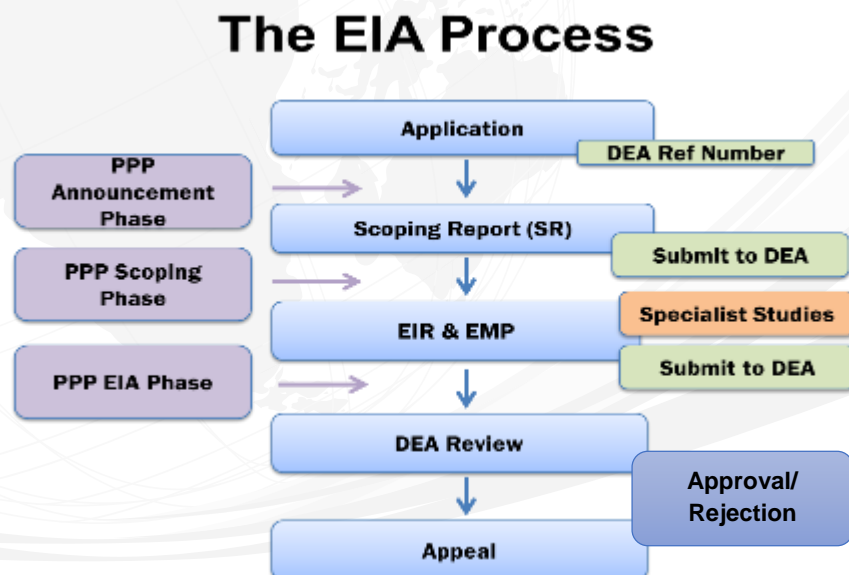 The EIA Process
Application
DEA Ref Number
PPP
Announcement
Phase
Scoping Report (SR)
Submit to DEA
PPP Scoping
Phase
Specialist Studies
EIR & EMP
Submit to DEA
PPP EIA Phase
DEA Review
Approval/
Rejection
Appeal